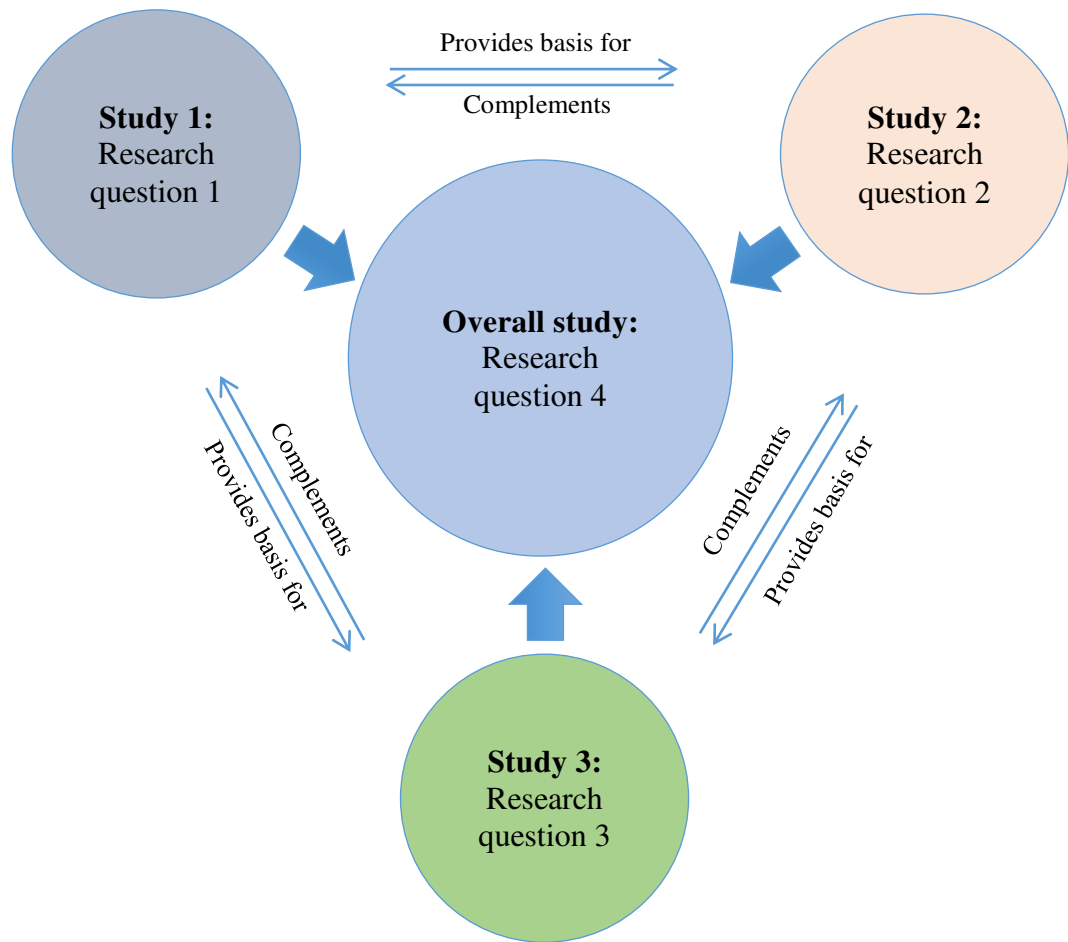 Provides basis for
Complements
Study 1:
Research
question 1
Study 2:
Research
question 2
Overall study:
Research
question 4
Complements
Provides basis for
Complements
Provides basis for
Study 3:
Research
question 3